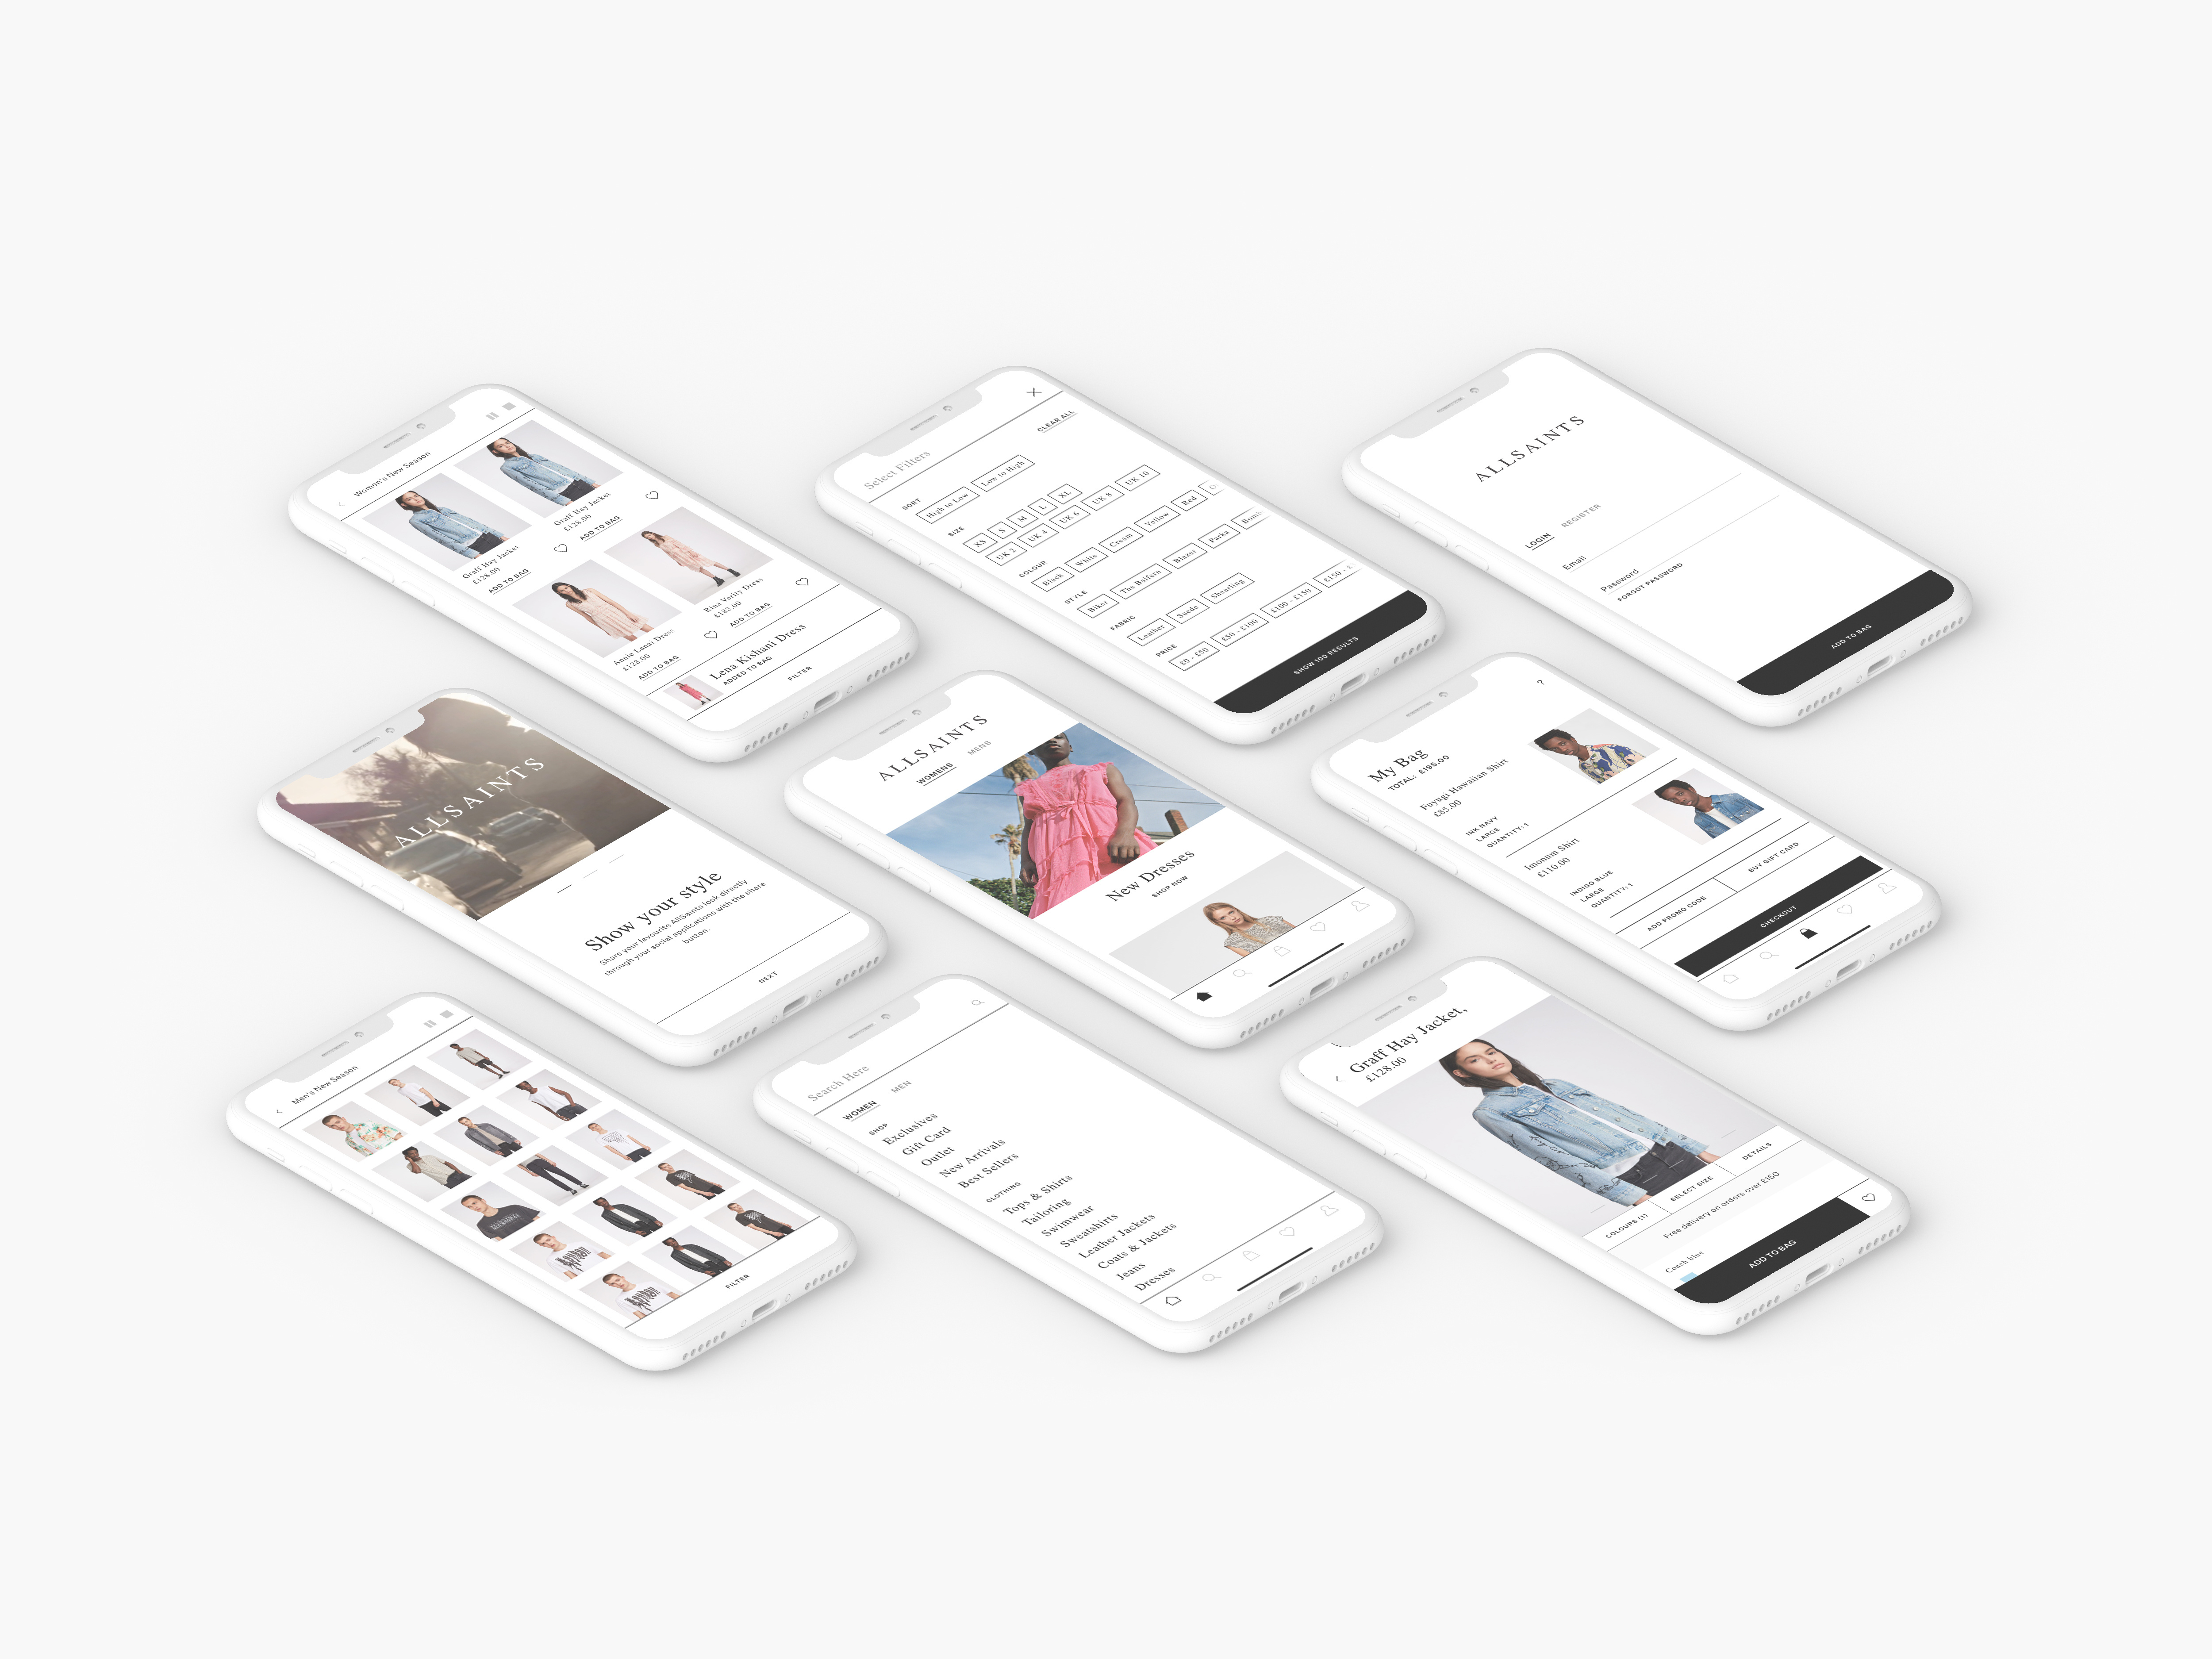 Women's New Season
Graff Hay Jacket
£128.00
ADD TO BAG
Graff Hay Jacket
£128.00
ADD TO BAG
Annie Lanai Dress
£128.00
ADD TO BAG
Rina Verity Dress
£188.00
ADD TO BAG
Lena Kishani Dress
ADDED TO BAG
FILTER
Select Filters
CLEAR ALL
SORT
High to Low
Low to High
SIZE
XS S M L XL
UK 2 UK 4 UK 6 UK 8 UK 10
COLOUR
Black White Cream Yellow Red
STYLE
Biker The Balfern Blazer Parka Bomb
FABRIC
Leather Suede Shearling
PRICE
£0 - £50 £50 - £100 £100 - £150 £150 - £
SHOW 100 RESULTS
ALLSAINTS
LOGIN REGISTER
Email
Password
FORGOT PASSWORD
ADD TO BAG
ALLSAINTS
Show your style
Share your favourite AllSaints look directly
through your social applications with the share
button.
NEXT
ALLSAINTS
WOMENS MENS
New Dresses
SHOP NOW
?
My Bag
TOTAL: £195.00
Fuyugi Hawaiian Shirt
£85.00
INK NAVY
LARGE
QUANTITY: 1
Imonum Shirt
£110.00
INDIGO BLUE
LARGE
QUANTITY: 1
ADD PROMO CODE BUY GIFT CARD
CHECKOUT
Men's New Season
FILTER
Search Here
WOMEN MEN
SHOP
Exclusives
Gift Card
Outlet
New Arrivals
Best Sellers
CLOTHING
Tops & Shirts
Tailoring
Swimwear
Sweatshirts
Leather Jackets
Coats & Jackets
Jeans
Dresses
Graff Hay Jacket,
£128.00
COLOURS (1) SELECT SIZE DETAILS
Free delivery on orders over £150
Coach blue
ADD TO BAG